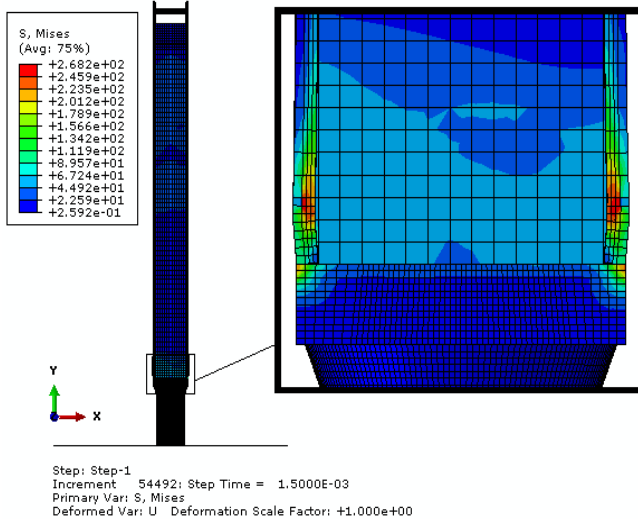 S, Mises
(Avg: 75%)
+2.682e+02
+2.459e+02
+2.235e+02
+2.012e+02
+1.789e+02
+1.566e+02
+1.342e+02
+1.119e+02
+8.957e+01
+6.724e+01
+4.492e+01
+2.259e+01
+2.592e-01
Y
X
Step: Step-1
Increment 54492: Step Time = 1.5000E-03
Primary Var: S, Mises
Deformed Var: U Deformation Scale Factor: +1.000e+00